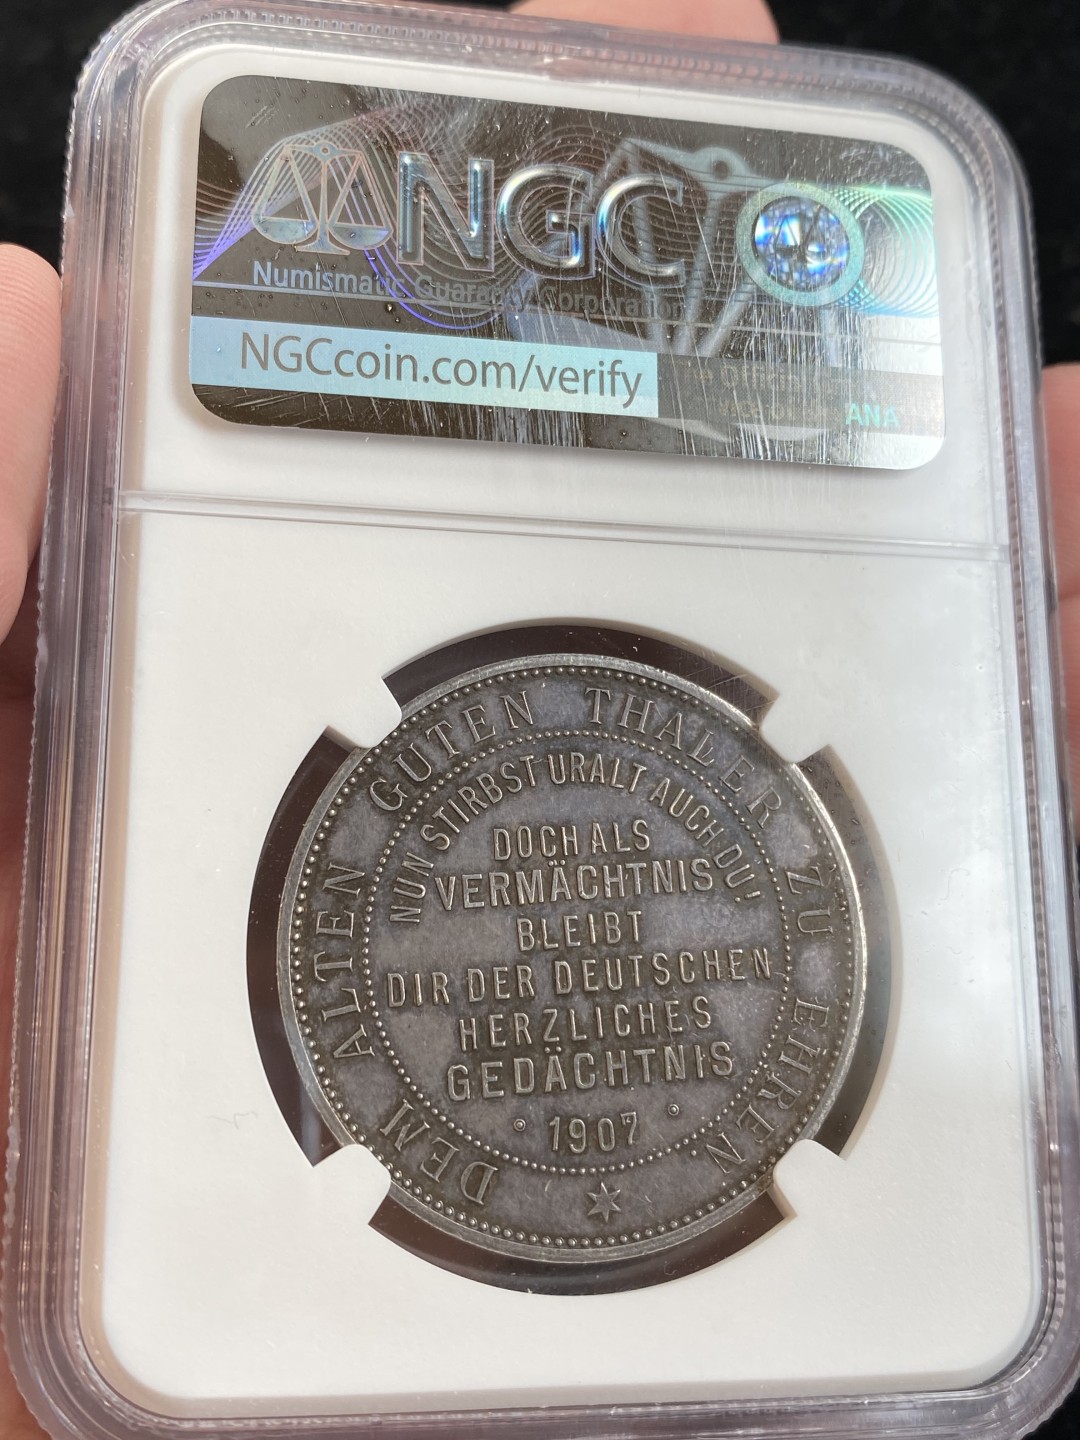 NGC
Numismatic Guaranty Corporation
NGCcoin.com/verify
ANA
DEM ALTEN GUTEN THALER ZU EHREN.
NUN STIRBST URALT AUCH DU!
DOCH ALS
VERMÄCHTNIS
BLEIBT
DIR DER DEUTSCHEN
HERZLICHES
GEDÄCHTNIS
1907